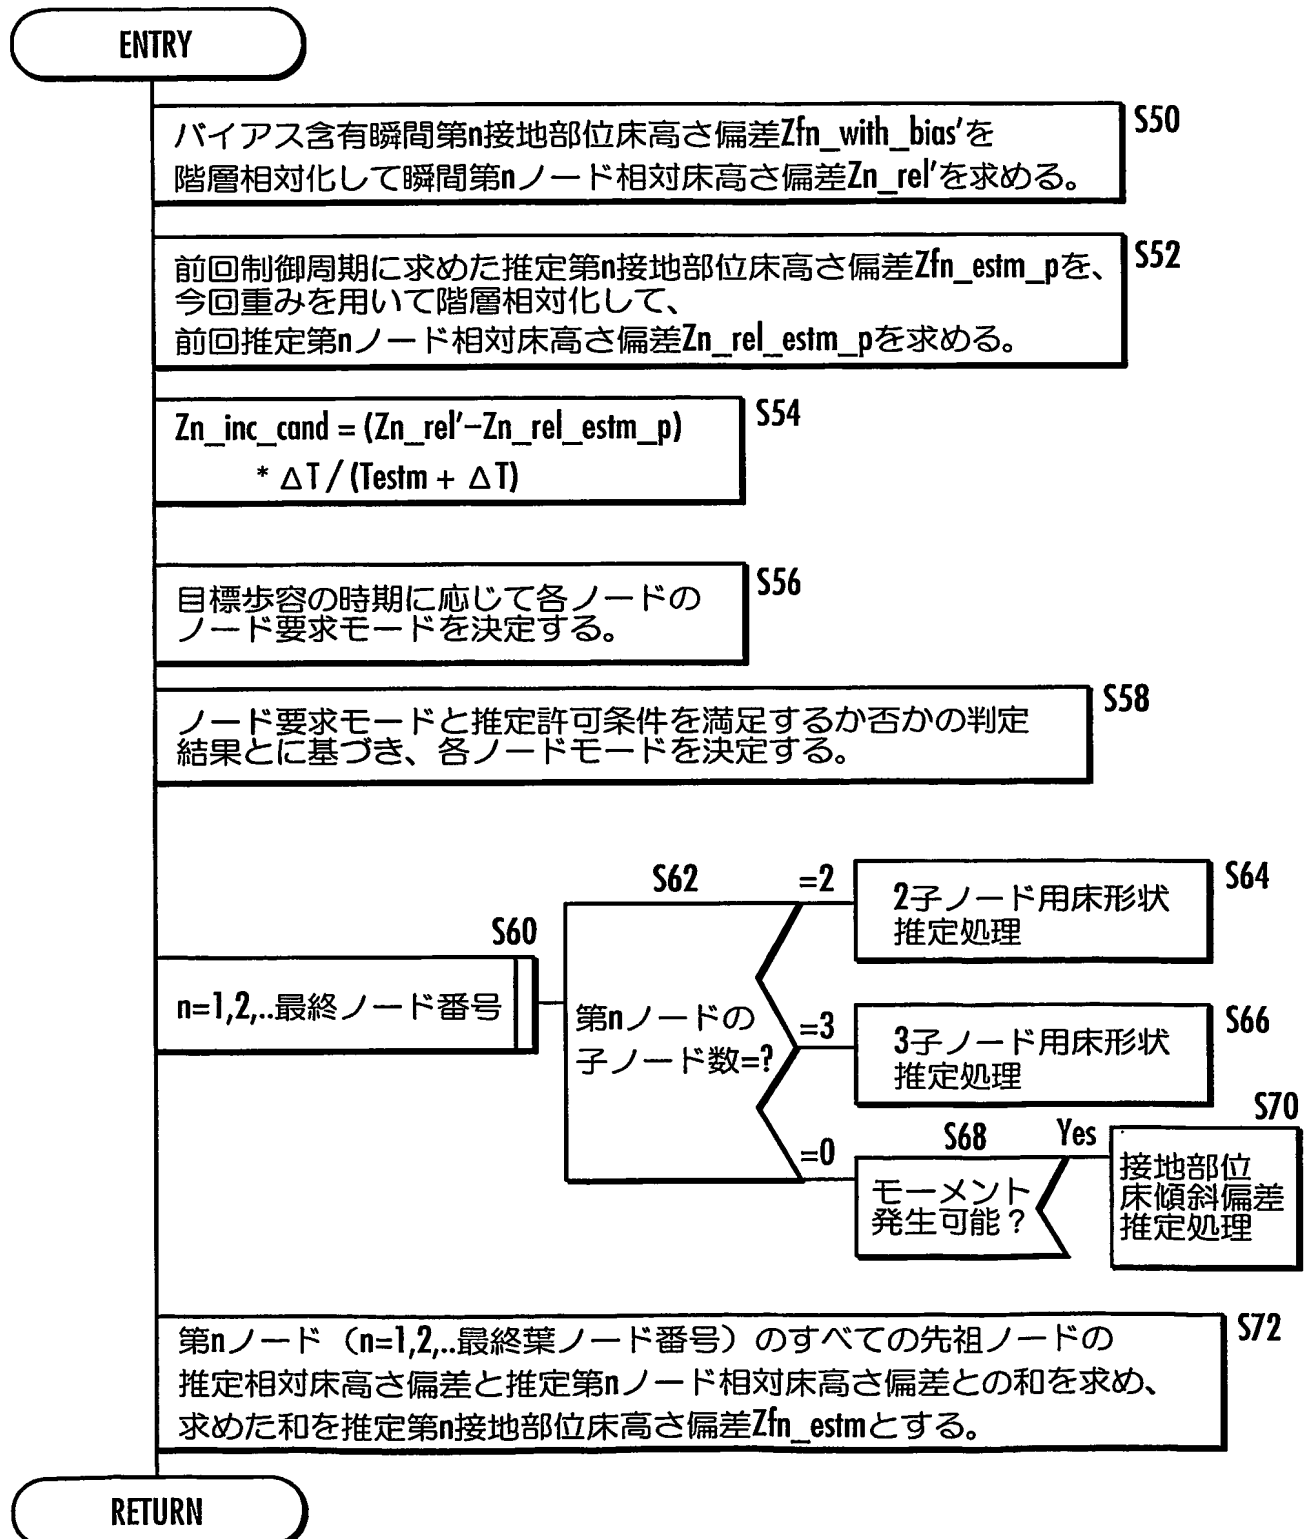 ENTRY
S50
バイアス含有瞬間第n接地部位床高さ偏差Zfn_with_bias'を
階層相対化して瞬間第nノード相対床高さ偏差Zn_rel'を求める。
S52
前回制御周期に求めた推定第n接地部位床高さ偏差Zfn_estm_pを、
今回重みを用いて階層相対化して、
前回推定第nノード相対床高さ偏差Zn_rel_estm_pを求める。
S54
Zn_inc_cand = (Zn_rel'−Zn_rel_estm_p)
* ΔT / (Testm + ΔT)
S56
目標歩容の時期に応じて各ノードの
ノード要求モードを決定する。
S58
ノード要求モードと推定許可条件を満足するか否かの判定
結果とに基づき、各ノードモードを決定する。
S60
n=1,2,..最終ノード番号
S62
第nノードの
子ノード数=?
=2
S64
2子ノード用床形状
推定処理
=3
S66
3子ノード用床形状
推定処理
=0
S68
モーメント
発生可能？
Yes
S70
接地部位
床傾斜偏差
推定処理
S72
第nノード（n=1,2,..最終葉ノード番号）のすべての先祖ノードの
推定相対床高さ偏差と推定第nノード相対床高さ偏差との和を求め、
求めた和を推定第n接地部位床高さ偏差Zfn_estmとする。
RETURN